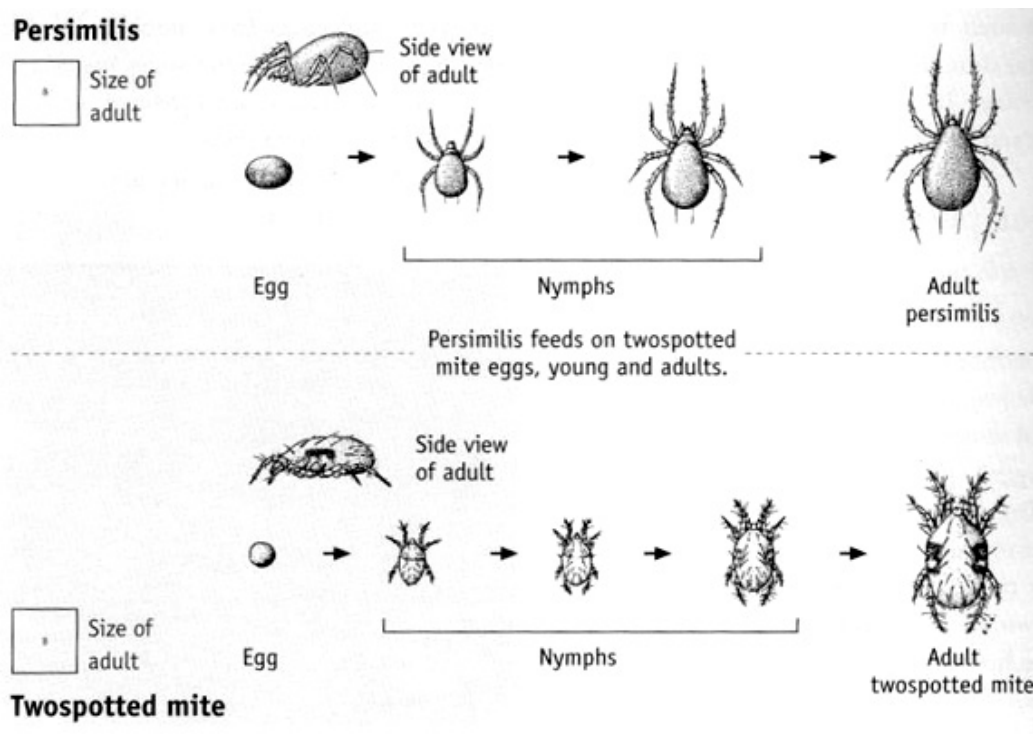 Persimilis
Size of
adult
Side view
of adult
Egg
Nymphs
Adult
persimilis
Persimilis feeds on twospotted
mite eggs, young and adults.
Side view
of adult
Size of
adult
Egg
Nymphs
Adult
twospotted mite
Twospotted mite